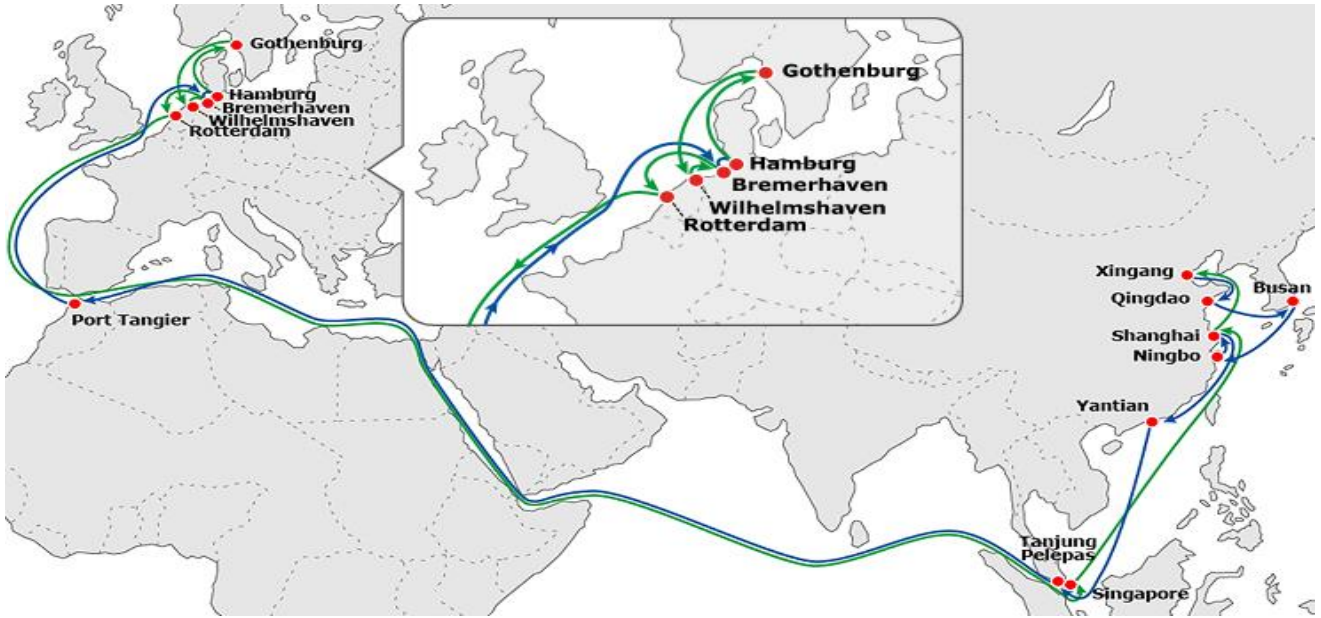 Gothenburg
Hamburg
Bremerhaven
Wilhelmshaven
Rotterdam
Port Tangier
Gothenburg
Hamburg
Bremerhaven
Wilhelmshaven
Rotterdam
Xingang
Busan
Qingdao
Shanghai
Ningbo
Yantian
Tanjung
Pelepas
Singapore